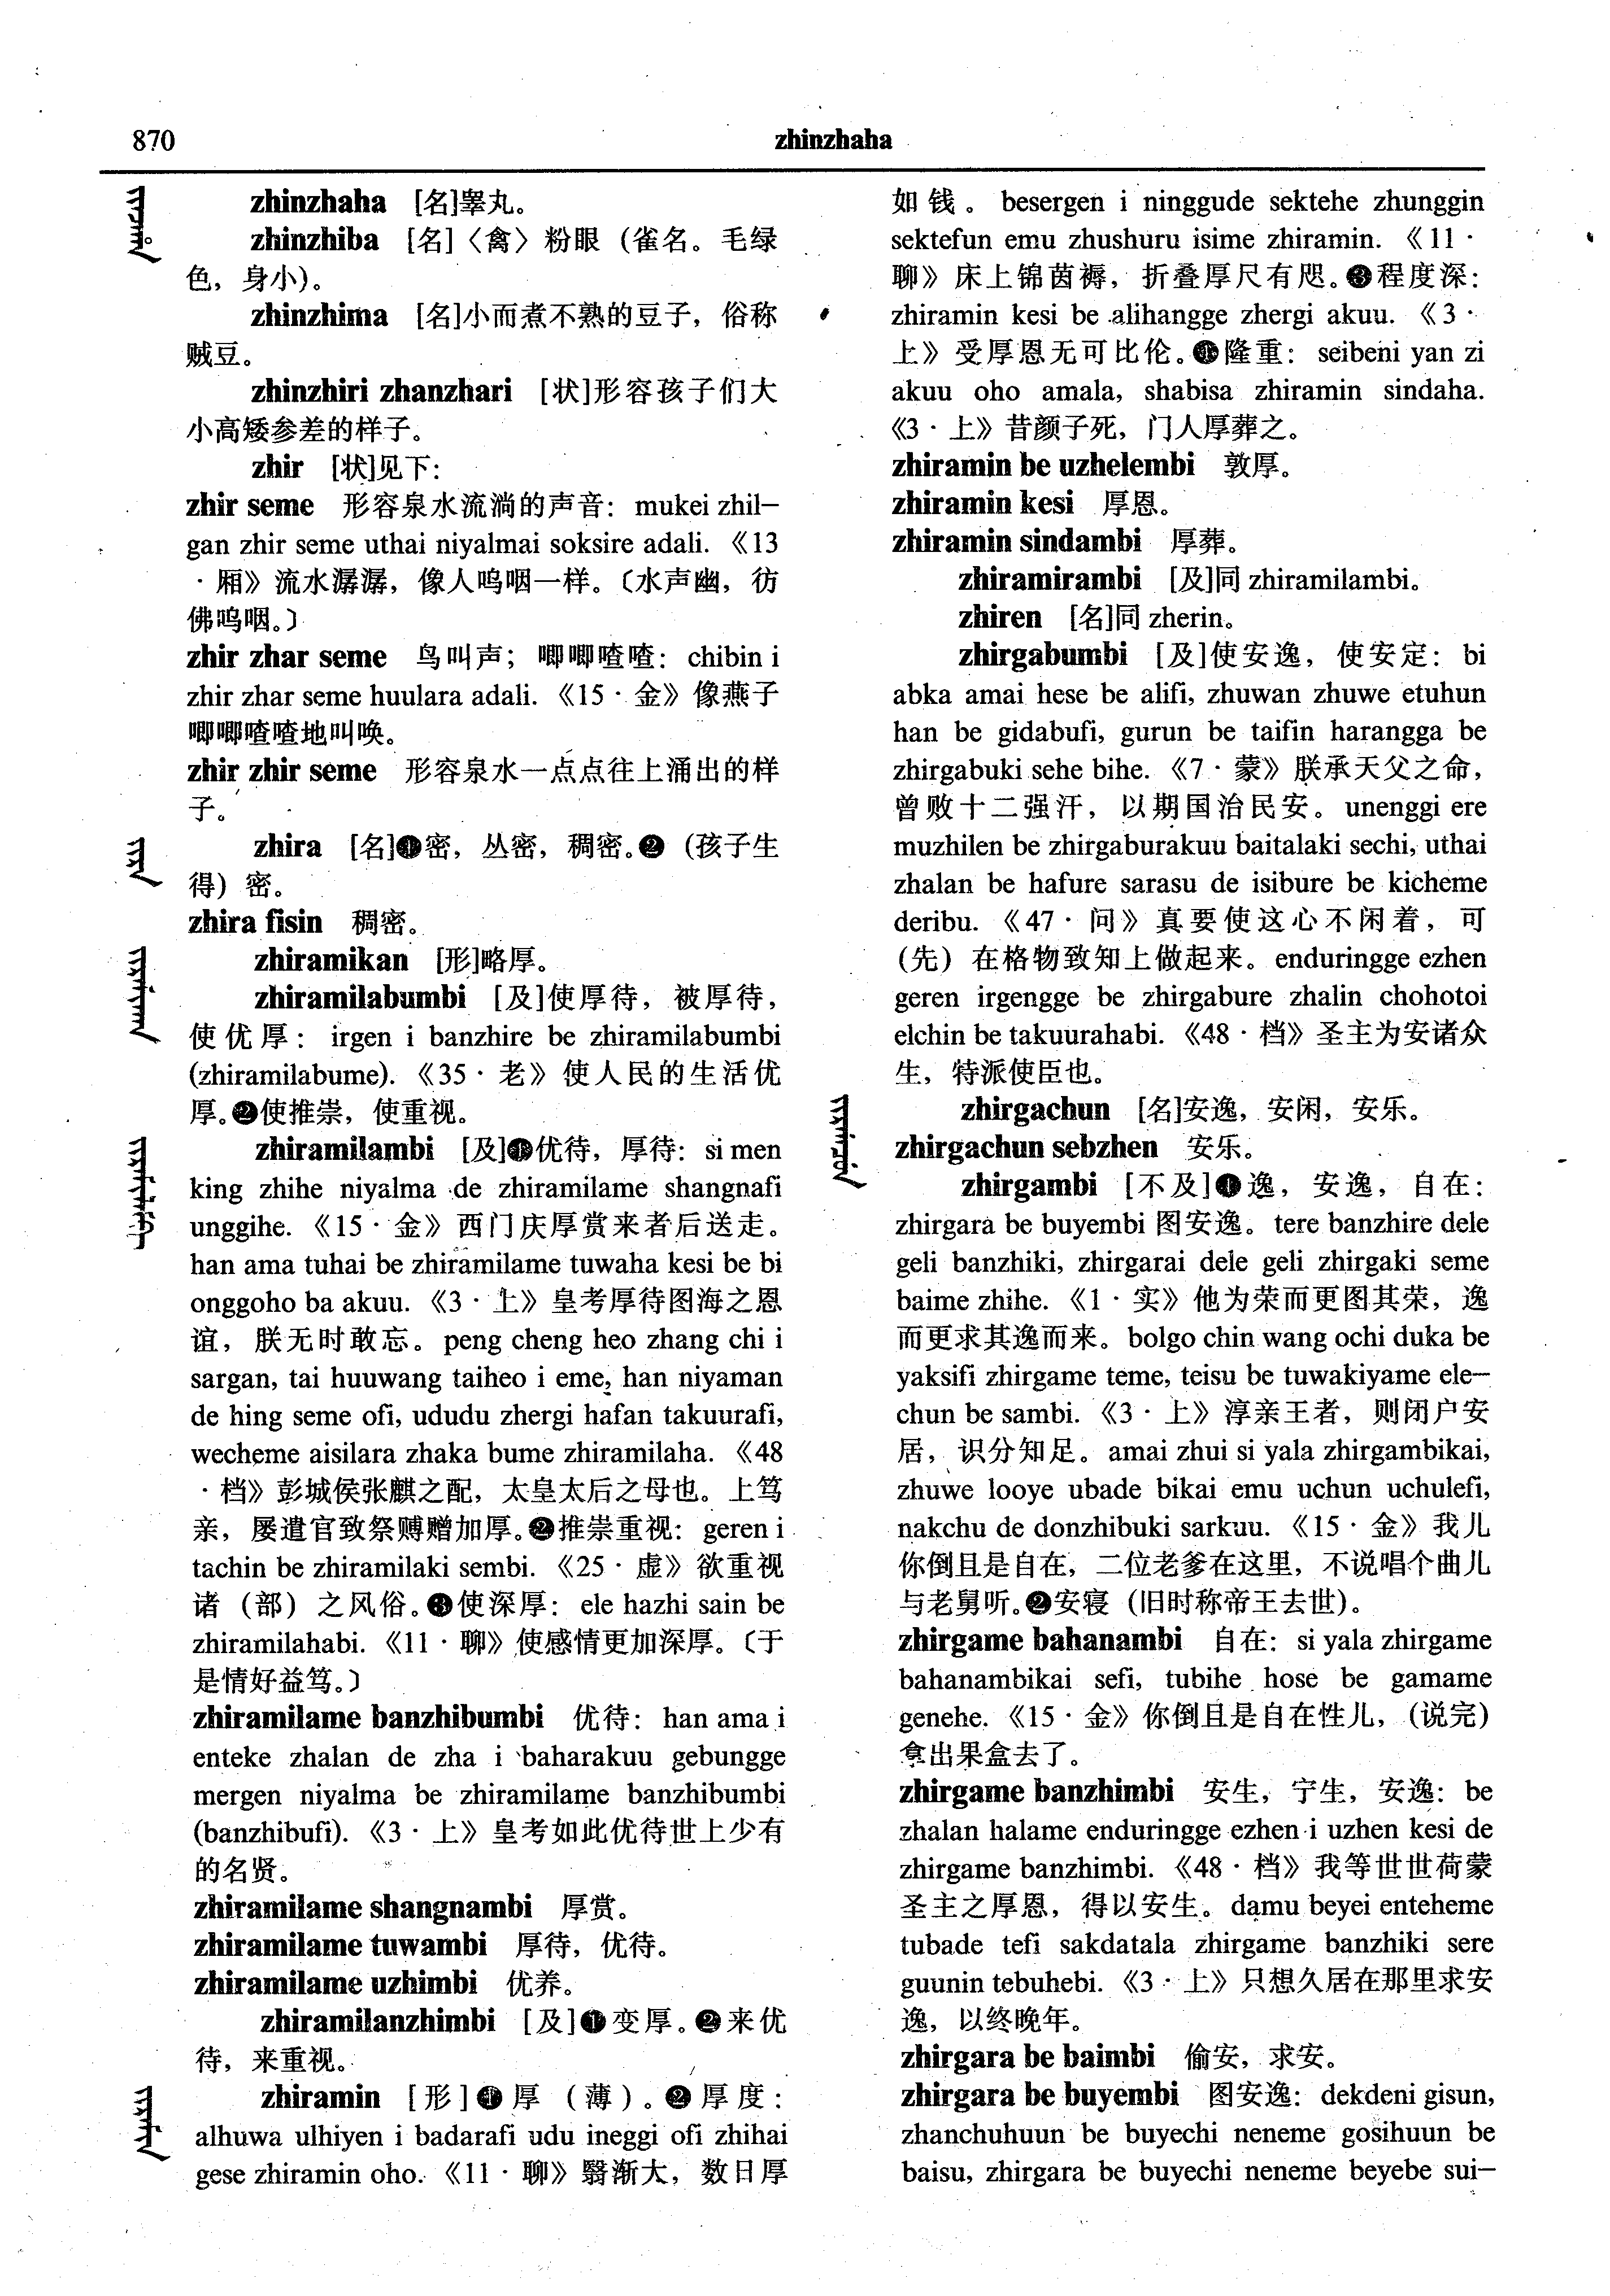 870
zhinzhaha
zhinzhaha [名]睾丸。
zhinzhiba [名]〈禽〉粉眼（雀名。毛绿
色，身小）。
zhinzhima [名]小而煮不熟的豆子，俗称
贼豆。
zhinzhiri zhanzhari [状]形容孩子们大
小高矮参差的样子。
zhir [状]见下：
zhir seme 形容泉水流淌的声音：mukei zhil–
gan zhir seme uthai niyalmai soksire adali.《13
·厢》流水潺潺，像人呜咽一样。〔水声幽，彷
佛呜咽。〕
zhir zhar seme 鸟叫声；唧唧喳喳：chibin i
zhir zhar seme huulara adali.《15·金》像燕子
唧唧喳喳地叫唤。
zhir zhir seme 形容泉水一点点往上涌出的样
子。
zhira [名]❶密，丛密，稠密。❷（孩子生
得）密。
zhira fisin 稠密。
zhiramikan [形]略厚。
zhiramilabumbi [及]使厚待，被厚待，
使优厚：irgen i banzhire be zhiramilabumbi
(zhiramilabume).《35·老》使人民的生活优
厚。❷使推崇，使重视。
zhiramilambi [及]❶优待，厚待：si men
king zhihe niyalma de zhiramilame shangnafi
unggihe.《15·金》西门庆厚赏来者后送走。
han ama tuhai be zhiramilame tuwaha kesi be bi
onggoho ba akuu.《3·上》皇考厚待图海之恩
谊，朕无时敢忘。peng cheng heo zhang chi i
sargan, tai huuwang taiheo i eme, han niyaman
de hing seme ofi, ududu zhergi hafan takuurafi,
wecheme aisilara zhaka bume zhiramilaha.《48
·档》彭城侯张麒之配，太皇太后之母也。上笃
亲，屡遣官致祭赙赠加厚。❷推崇重视：geren i
tachin be zhiramilaki sembi.《25·虚》欲重视
诸（部）之风俗。❸使深厚：ele hazhi sain be
zhiramilahabi.《11·聊》使感情更加深厚。〔于
是情好益笃。〕
zhiramilame banzhibumbi 优待：han ama i
enteke zhalan de zha i baharakuu gebungge
mergen niyalma be zhiramilame banzhibumbi
(banzhibufi).《3·上》皇考如此优待世上少有
的名贤。
zhiramilame shangnambi 厚赏。
zhiramilame tuwambi 厚待，优待。
zhiramilame uzhimbi 优养。
zhiramilanzhimbi [及]❶变厚。❷来优
待，来重视。
zhiramin [形]❶厚（薄）。❷厚度：
alhuwa ulhiyen i badarafi udu ineggi ofi zhihai
gese zhiramin oho.《11·聊》翳渐大，数日厚
如钱。besergen i ninggude sektehe zhunggin
sektefun emu zhushuru isime zhiramin.《11·
聊》床上锦茵褥，折叠厚尺有咫。❸程度深：
zhiramin kesi be alihangge zhergi akuu.《3·
上》受厚恩无可比伦。❹隆重：seibeni yan zi
akuu oho amala, shabisa zhiramin sindaha.
《3·上》昔颜子死，门人厚葬之。
zhiramin be uzhelembi 敦厚。
zhiramin kesi 厚恩。
zhiramin sindambi 厚葬。
zhiramirambi [及]同 zhiramilambi。
zhiren [名]同 zherin。
zhirgabumbi [及]使安逸，使安定：bi
abka amai hese be alifi, zhuwan zhuwe etuhun
han be gidabufi, gurun be taifin harangga be
zhirgabuki sehe bihe.《7·蒙》朕承天父之命，
曾败十二强汗，以期国治民安。unenggi ere
muzhilen be zhirgaburakuu baitalaki sechi, uthai
zhalan be hafure sarasu de isibure be kicheme
deribu.《47·问》真要使这心不闲着，可
（先）在格物致知上做起来。enduringge ezhen
geren irgengge be zhirgabure zhalin chohotoi
elchin be takuurahabi.《48·档》圣主为安诸众
生，特派使臣也。
zhirgachun [名]安逸，安闲，安乐。
zhirgachun sebzhen 安乐。
zhirgambi [不及]❶逸，安逸，自在：
zhirgara be buyembi 图安逸。tere banzhire dele
geli banzhiki, zhirgarai dele geli zhirgaki seme
baime zhihe.《1·实》他为荣而更图其荣，逸
而更求其逸而来。bolgo chin wang ochi duka be
yaksifi zhirgame teme, teisu be tuwakiyame ele–
chun be sambi.《3·上》淳亲王者，则闭户安
居，识分知足。amai zhui si yala zhirgambikai,
zhuwe looye ubade bikai emu uchun uchulefi,
nakchu de donzhibuki sarkuu.《15·金》我儿
你倒且是自在，二位老爹在这里，不说唱个曲儿
与老舅听。❷安寝（旧时称帝王去世）。
zhirgame bahanambi 自在：si yala zhirgame
bahanambikai sefi, tubihe hose be gamame
genehe.《15·金》你倒且是自在性儿，（说完）
拿出果盒去了。
zhirgame banzhimbi 安生，宁生，安逸：be
zhalan halame enduringge ezhen i uzhen kesi de
zhirgame banzhimbi.《48·档》我等世世荷蒙
圣主之厚恩，得以安生。damu beyei enteheme
tubade tefi sakdatala zhirgame banzhiki sere
guunin tebuhebi.《3·上》只想久居在那里求安
逸，以终晚年。
zhirgara be baimbi 偷安，求安。
zhirgara be buyembi 图安逸：dekdeni gisun,
zhanchuhuun be buyechi neneme gosihuun be
baisu, zhirgara be buyechi neneme beyebe sui–